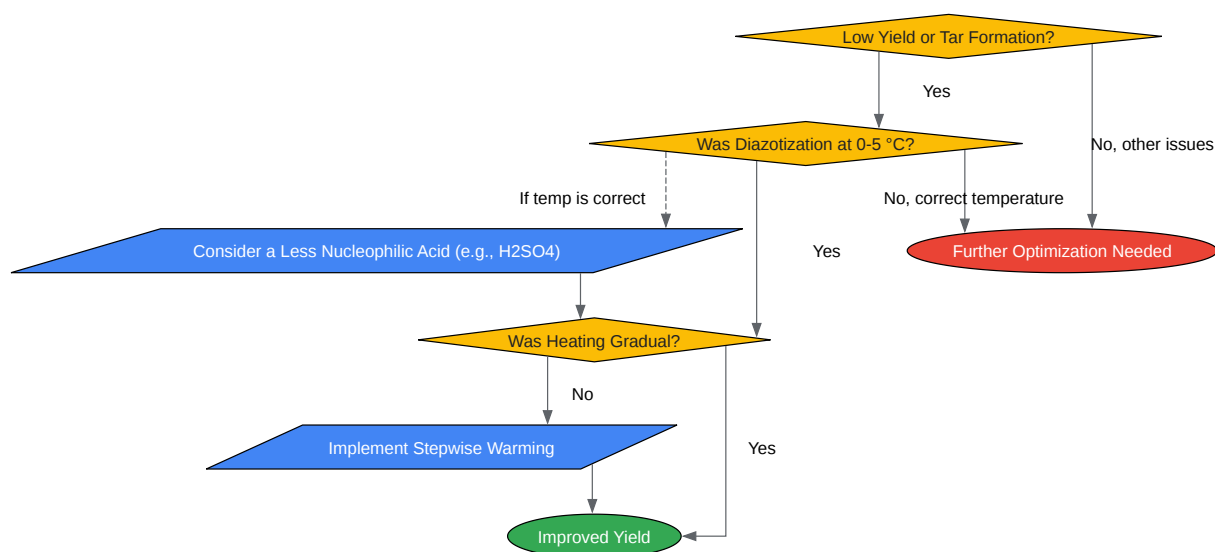 Low Yield or Tar Formation?
Yes
Was Diazotization at 0-5 °C?
No, other issues
If temp is correct
No, correct temperature
Consider a Less Nucleophilic Acid (e.g., H2SO4)
Yes
Further Optimization Needed
Was Heating Gradual?
No
Implement Stepwise Warming
Yes
Improved Yield